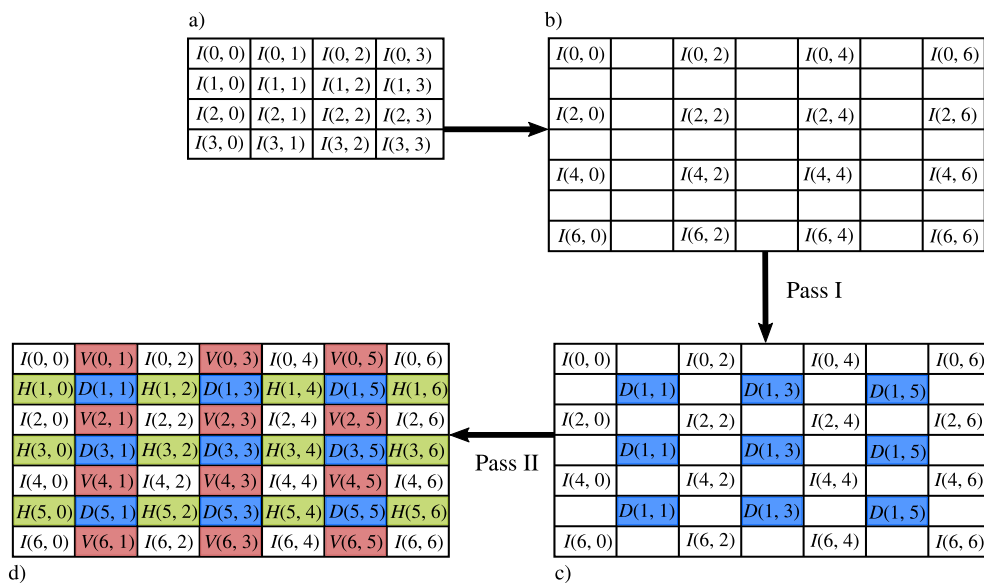 a)
I(0, 0) I(0, 1) I(0, 2) I(0, 3)
I(1, 0) I(1, 1) I(1, 2) I(1, 3)
I(2, 0) I(2, 1) I(2, 2) I(2, 3)
I(3, 0) I(3, 1) I(3, 2) I(3, 3)
b)
I(0, 0) I(0, 2) I(0, 4) I(0, 6)
I(2, 0) I(2, 2) I(2, 4) I(2, 6)
I(4, 0) I(4, 2) I(4, 4) I(4, 6)
I(6, 0) I(6, 2) I(6, 4) I(6, 6)
Pass I
I(0, 0) I(0, 2) I(0, 4) I(0, 6)
D(1, 1) D(1, 3) D(1, 5)
I(2, 0) I(2, 2) I(2, 4) I(2, 6)
D(1, 1) D(1, 3) D(1, 5)
I(4, 0) I(4, 2) I(4, 4) I(4, 6)
D(1, 1) D(1, 3) D(1, 5)
I(6, 0) I(6, 2) I(6, 4) I(6, 6)
c)
Pass II
I(0, 0) V(0, 1) I(0, 2) V(0, 3) I(0, 4) V(0, 5) I(0, 6)
H(1, 0) D(1, 1) H(1, 2) D(1, 3) H(1, 4) D(1, 5) H(1, 6)
I(2, 0) V(2, 1) I(2, 2) V(2, 3) I(2, 4) V(2, 5) I(2, 6)
H(3, 0) D(3, 1) H(3, 2) D(3, 3) H(3, 4) D(3, 5) H(3, 6)
I(4, 0) V(4, 1) I(4, 2) V(4, 3) I(4, 4) V(4, 5) I(4, 6)
H(5, 0) D(5, 1) H(5, 2) D(5, 3) H(5, 4) D(5, 5) H(5, 6)
I(6, 0) V(6, 1) I(6, 2) V(6, 3) I(6, 4) V(6, 5) I(6, 6)
d)